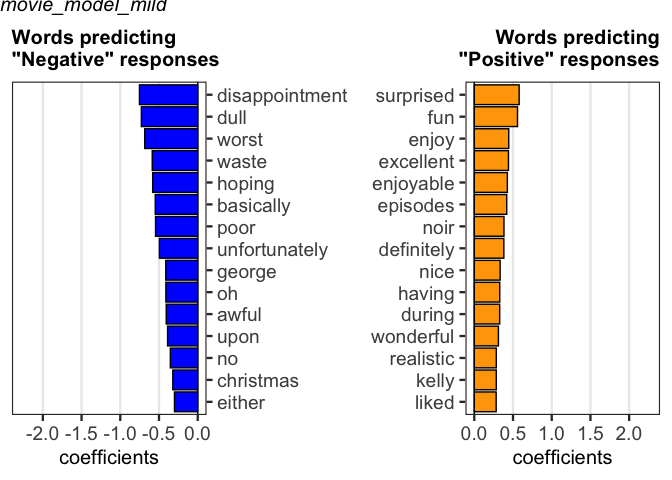 movie_model_mild
Words predicting
"Negative" responses
Words predicting
"Positive" responses
disappointment
dull
worst
waste
hoping
basically
poor
unfortunately
george
oh
awful
upon
no
christmas
either
-2.0 -1.5 -1.0 -0.5 0.0
coefficients
surprised
fun
enjoy
excellent
enjoyable
episodes
noir
definitely
nice
having
during
wonderful
realistic
kelly
liked
0.0 0.5 1.0 1.5 2.0
coefficients